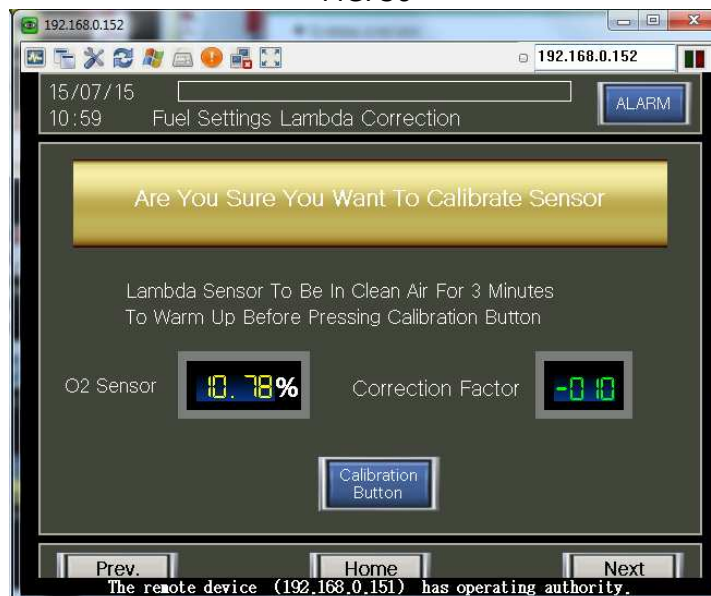 192.168.0.152
192.168.0.152
15/07/15
ALARM
10:59 Fuel Settings Lambda Correction
Are You Sure You Want To Calibrate Sensor
Lambda Sensor To Be In Clean Air For 3 Minutes
To Warm Up Before Pressing Calibration Button
O2 Sensor 10.78% Correction Factor -010
Calibration
Button
Prev. Home Next
The remote device (192.168.0.151) has operating authority.